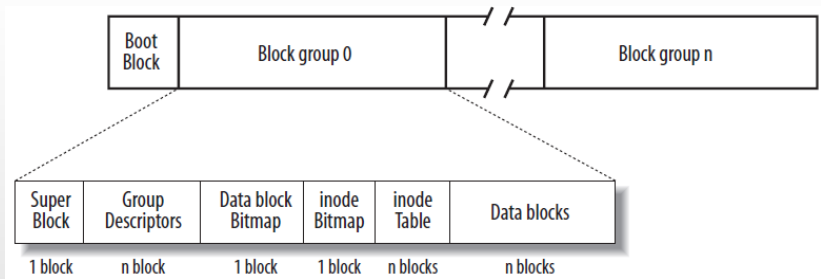 Boot
Block
Block group 0
Block group n
Super
Block
Group
Descriptors
Data block
Bitmap
inode
Bitmap
inode
Table
Data blocks
1 block
n block
1 block
1 block
n blocks
n blocks